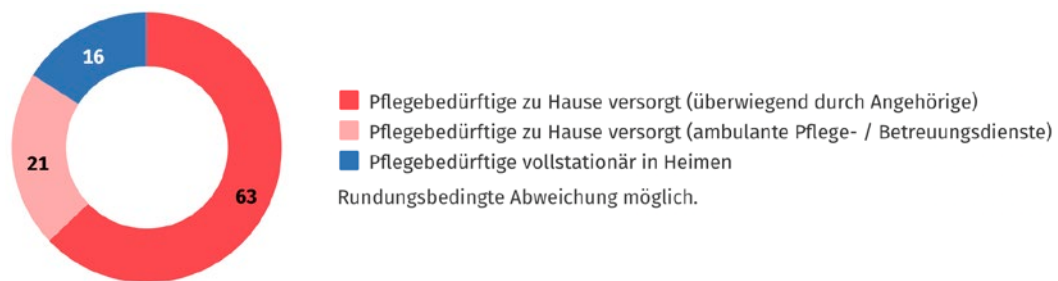 16
21
63
Pflegebedürftige zu Hause versorgt (überwiegend durch Angehörige)
Pflegebedürftige zu Hause versorgt (ambulante Pflege- / Betreuungsdienste)
Pflegebedürftige vollstationär in Heimen
Rundungsbedingte Abweichung möglich.